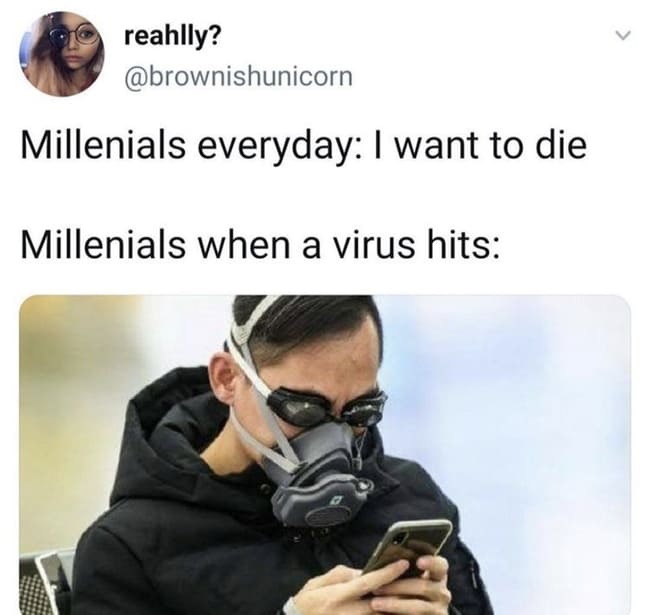 reahlly?
@brownishunicorn
Millenials everyday: I want to die
Millenials when a virus hits: